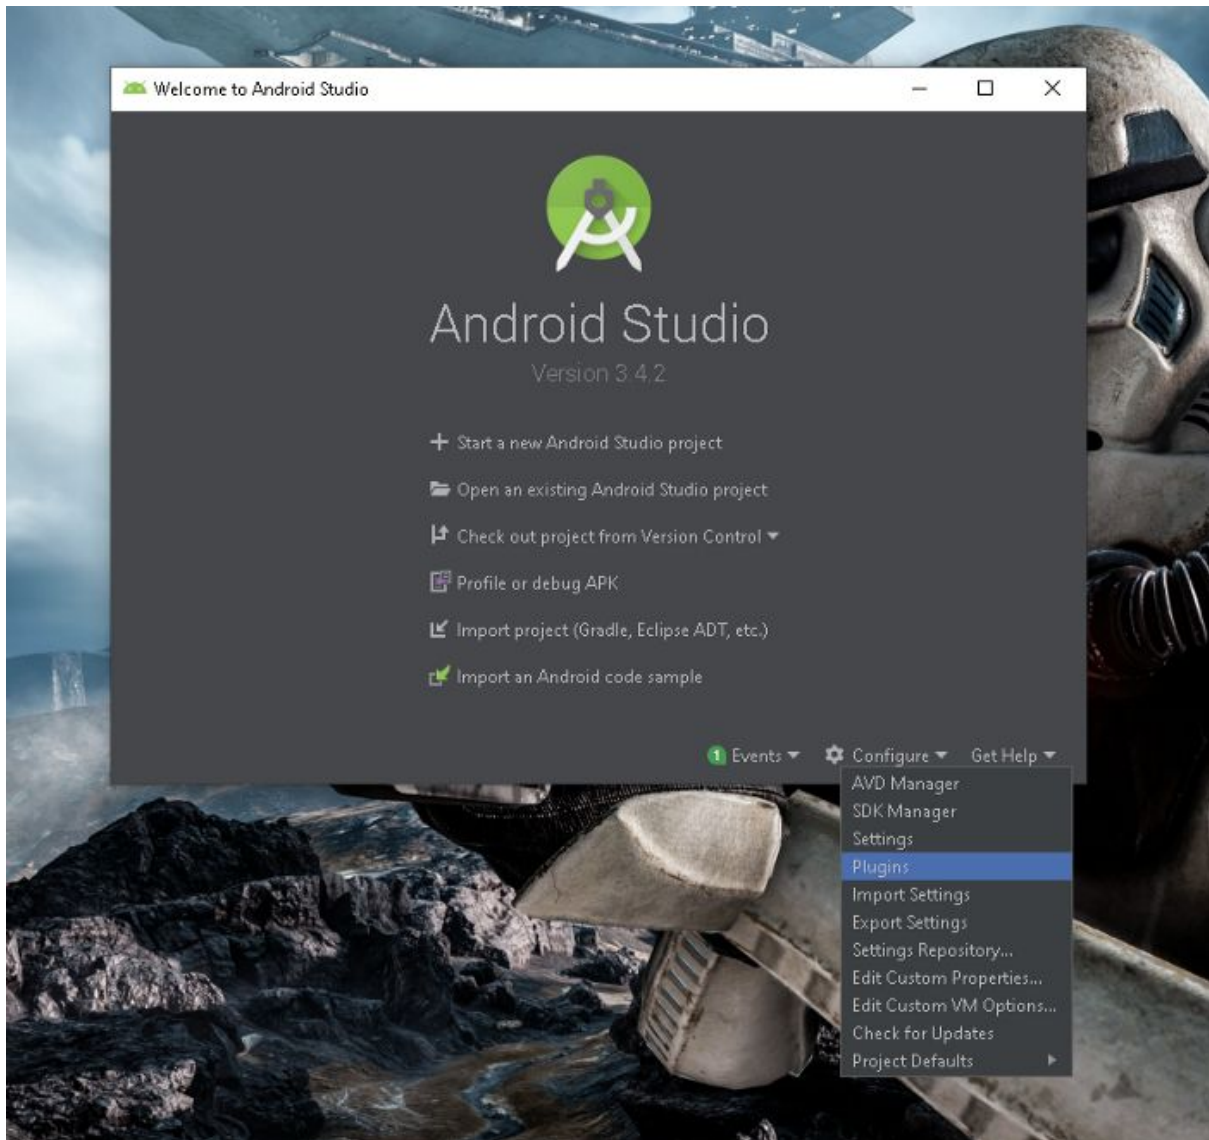 Welcome to Android Studio
Android Studio
Version 3.4.2
Start a new Android Studio project
Open an existing Android Studio project
Check out project from Version Control
Profile or debug APK
Import project (Gradle, Eclipse ADT, etc.)
Import an Android code sample
1 Events Configure Get Help
AVD Manager
SDK Manager
Settings
Plugins
Import Settings
Export Settings
Settings Repository...
Edit Custom Properties...
Edit Custom VM Options...
Check for Updates
Project Defaults